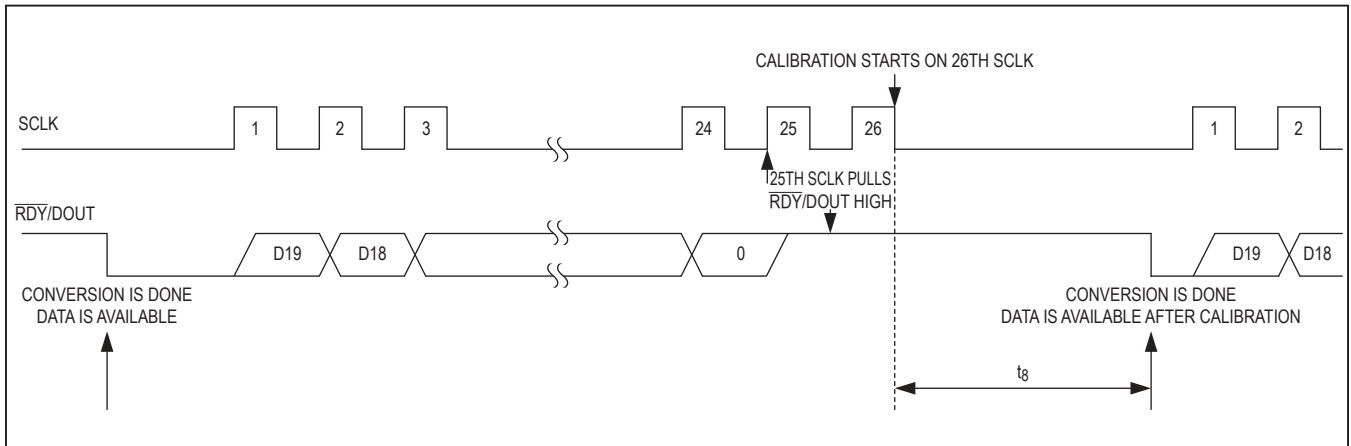 CALIBRATION STARTS ON 26TH SCLK
SCLK
1
2
3
24
25
26
1
2
25TH SCLK PULLS
RDY/DOUT HIGH
RDY/DOUT
D19
D18
0
D19
D18
CONVERSION IS DONE
DATA IS AVAILABLE
CONVERSION IS DONE
DATA IS AVAILABLE AFTER CALIBRATION
t8